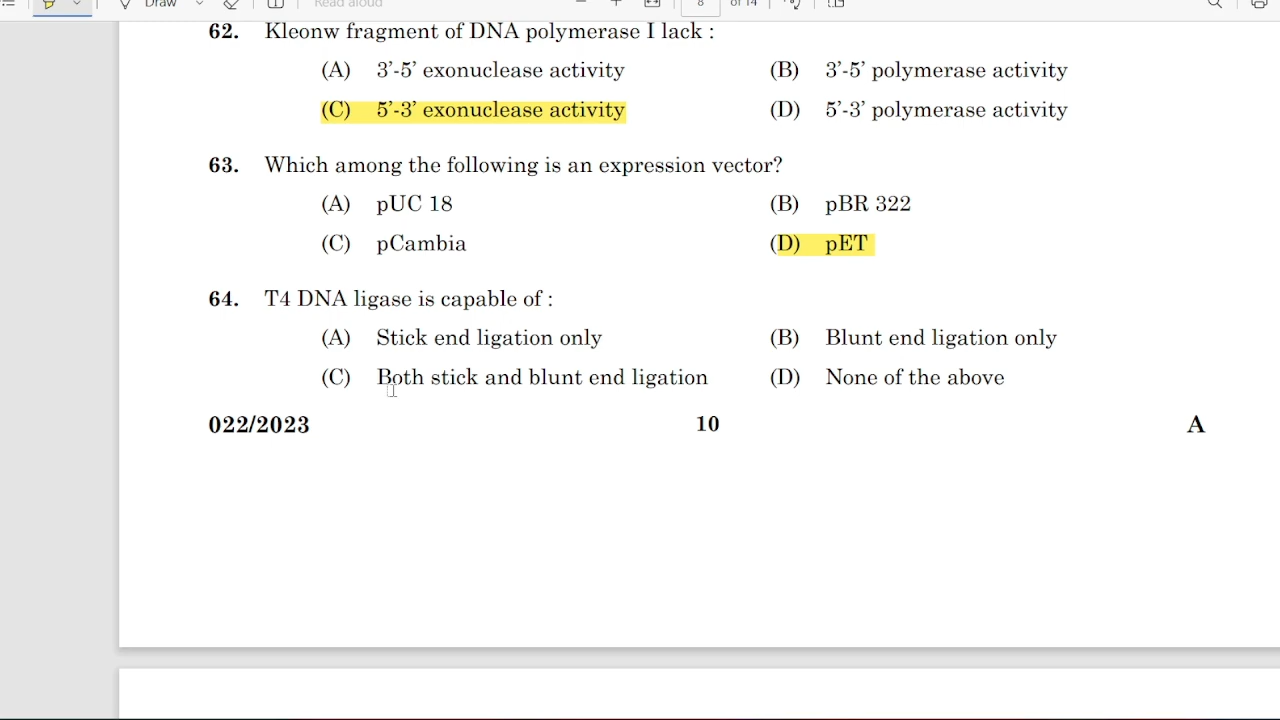 Draw
Read aloud
8
of 14
62. Kleonw fragment of DNA polymerase I lack :
(A) 3'-5' exonuclease activity
(B) 3'-5' polymerase activity
(C) 5'-3' exonuclease activity
(D) 5'-3' polymerase activity
63. Which among the following is an expression vector?
(A) pUC 18
(B) pBR 322
(C) pCambia
(D) pET
64. T4 DNA ligase is capable of :
(A) Stick end ligation only
(B) Blunt end ligation only
(C) Both stick and blunt end ligation
(D) None of the above
022/2023
10
A